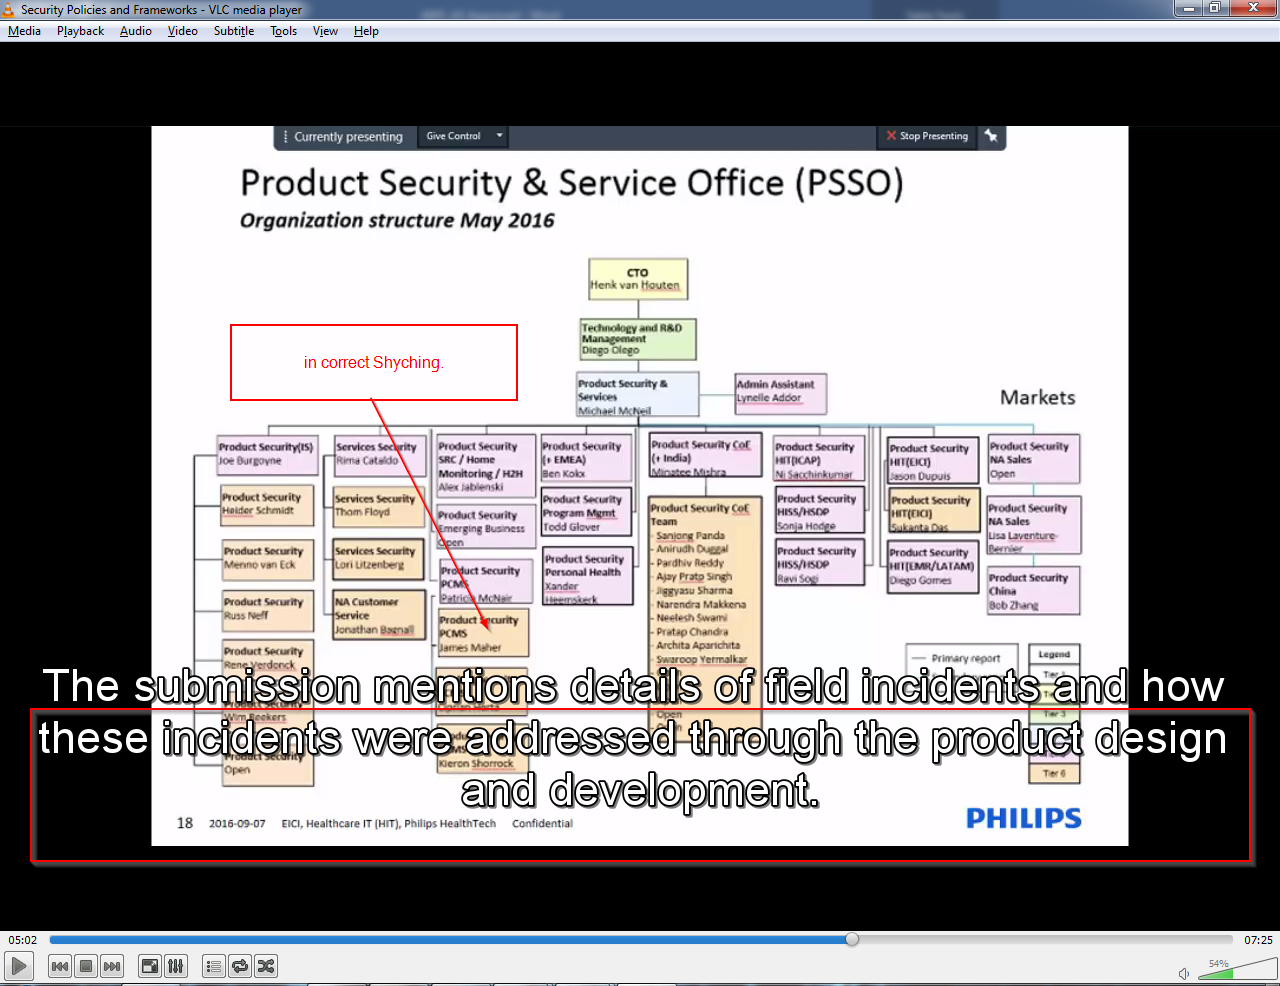 Security Policies and Frameworks - VLC media player
Media Playback Audio Video Subtitle Tools View Help
Currently presenting
Give Control
Stop Presenting
Product Security & Service Office (PSSO)
Organization structure May 2016
CTO
Henk van Houten
Technology and R&D
Management
Diego Olego
Product Security &
Services
Michael McNeil
Admin Assistant
Lynelle Addor
Markets
in correct Shyching.
Product Security(IS)
Joe Burgoyne
Product Security
Heider Schmidt
Product Security
Menno van Eck
Product Security
Russ Neff
Product Security
Rene Verdonck
Wim Beekers
Product Security
Open
Services Security
Rima Cataldo
Services Security
Thom Floyd
Services Security
Lori Litzenberg
NA Customer
Service
Jonathan Bagnall
Product Security
SRC / Home
Monitoring / H2H
Alex Jablenski
Product Security
Emerging Business
Open
Product Security
PCMS
Patricia McNair
Product Security
PCMS
James Maher
Kieron Shorrock
Product Security
(+ EMEA)
Ben Kokx
Product Security
Program Mgmt
Todd Glover
Product Security
Personal Health
Xander
Heemskerk
Product Security CoE
(+ India)
Minatee Mishra
Product Security CoE
Team
- Sanjong Panda
- Anirudh Duggal
- Pardhiv Reddy
- Ajay Pratp Singh
- Jiggyasu Sharma
- Narendra Makkena
- Neelesh Swami
- Pratap Chandra
- Archita Aparichita
- Swaroop Yermalkar
Product Security
HIT(ICAP)
Ni Sacchinkumar
Product Security
HISS/HSDP
Sonja Hodge
Product Security
HISS/HSDP
Ravi Sogi
Product Security
HIT(EICI)
Jason Dupuis
Product Security
HIT(EICI)
Sukanta Das
Product Security
HIT(EMR/LATAM)
Diego Gomes
Product Security
NA Sales
Open
Product Security
NA Sales
Lisa Laventure-
Bernier
Product Security
China
Bob Zhang
Primary report
Legend
Tier 3
Tier 6
The submission mentions details of field incidents and how
these incidents were addressed through the product design
and development.
18 2016-09-07 EICI, Healthcare IT (HIT), Philips HealthTech Confidential
PHILIPS
05:02
07:25
54%